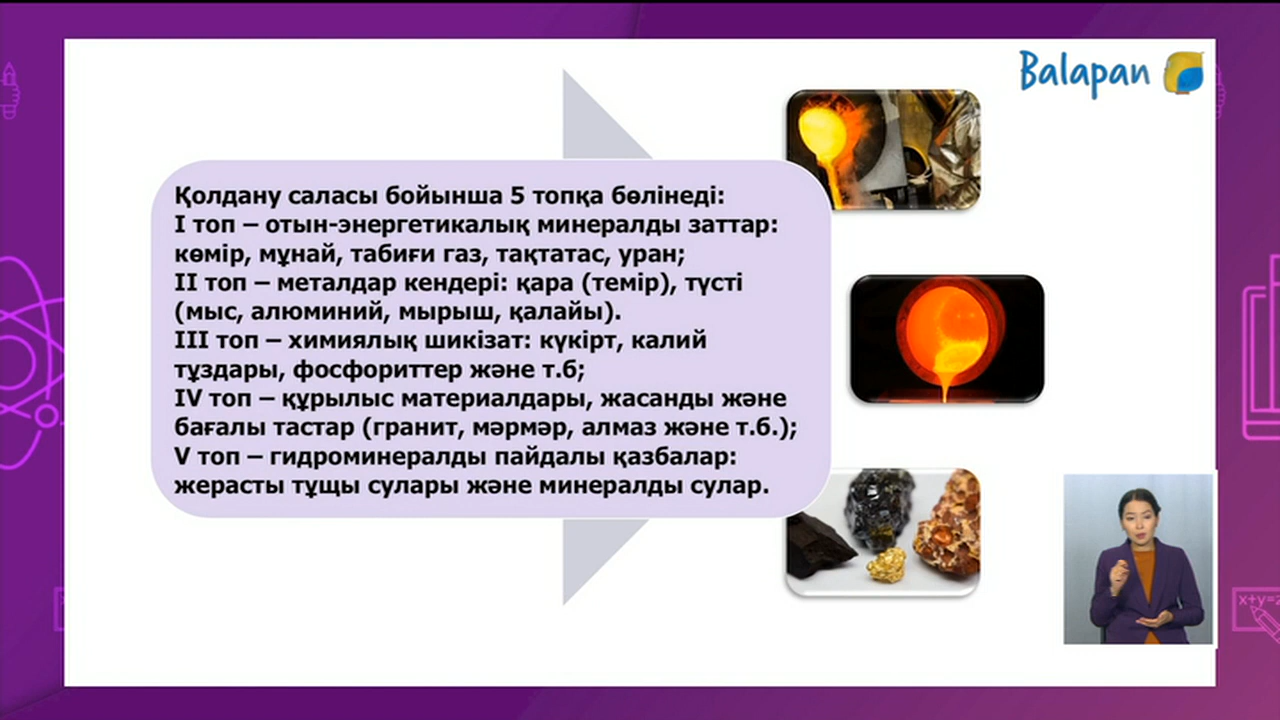 Balapan
Қолдану саласы бойынша 5 топқа бөлінеді:
I топ – отын-энергетикалық минералды заттар:
көмір, мұнай, табиғи газ, тақтатас, уран;
II топ – металдар кендері: қара (темір), түсті
(мыс, алюминий, мырыш, қалайы).
III топ – химиялық шикізат: күкірт, калий
тұздары, фосфориттер және т.б;
IV топ – құрылыс материалдары, жасанды және
бағалы тастар (гранит, мәрмәр, алмаз және т.б.);
V топ – гидроминералды пайдалы қазбалар:
жерасты тұщы сулары және минералды сулар.